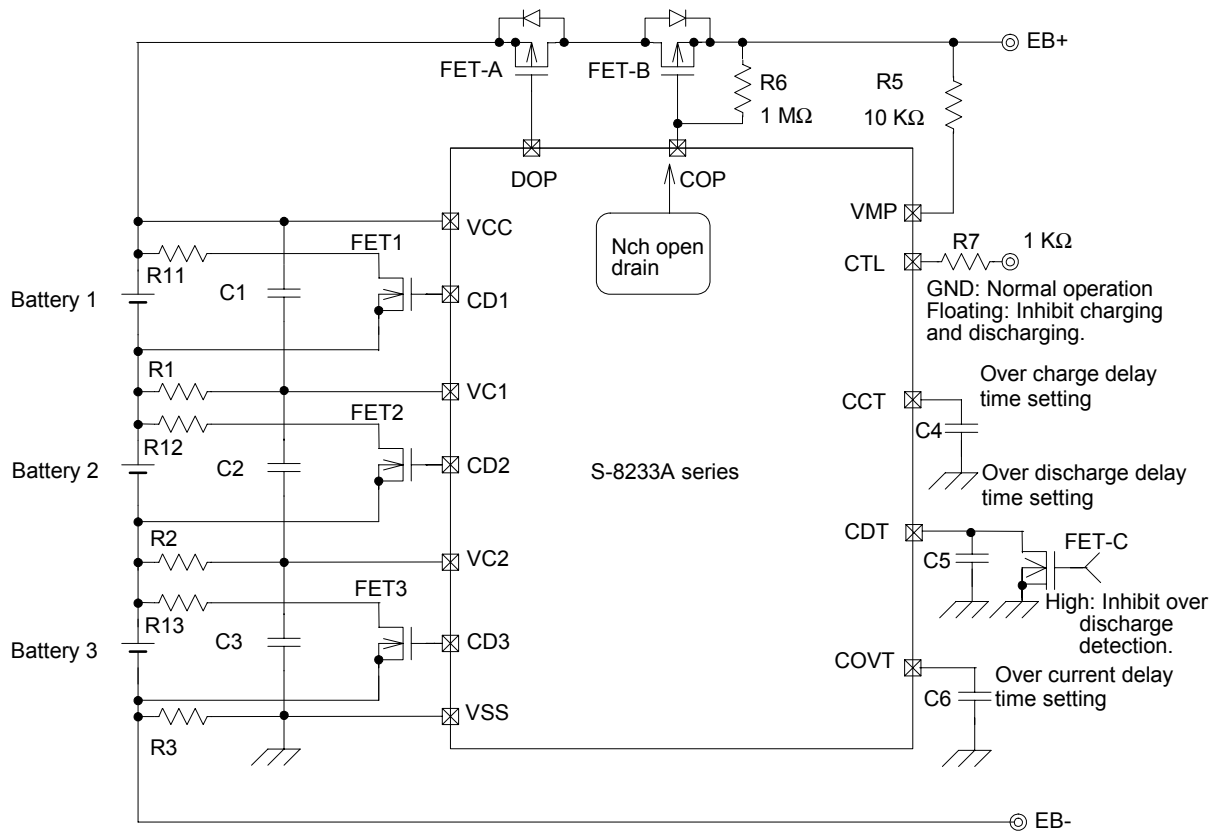 EB+
FET-A
FET-B
R6
1 MΩ
R5
10 KΩ
DOP
COP
VMP
Nch open
drain
VCC
FET1
R11
C1
CD1
Battery 1
CTL
R7
1 KΩ
GND: Normal operation
Floating: Inhibit charging
and discharging.
R1
VC1
FET2
R12
C2
CD2
Battery 2
S-8233A series
CCT
Over charge delay
time setting
C4
Over discharge delay
time setting
R2
VC2
FET3
R13
C3
CD3
Battery 3
CDT
C5
FET-C
High: Inhibit over
discharge
detection.
COVT
Over current delay
time setting
C6
VSS
R3
EB-